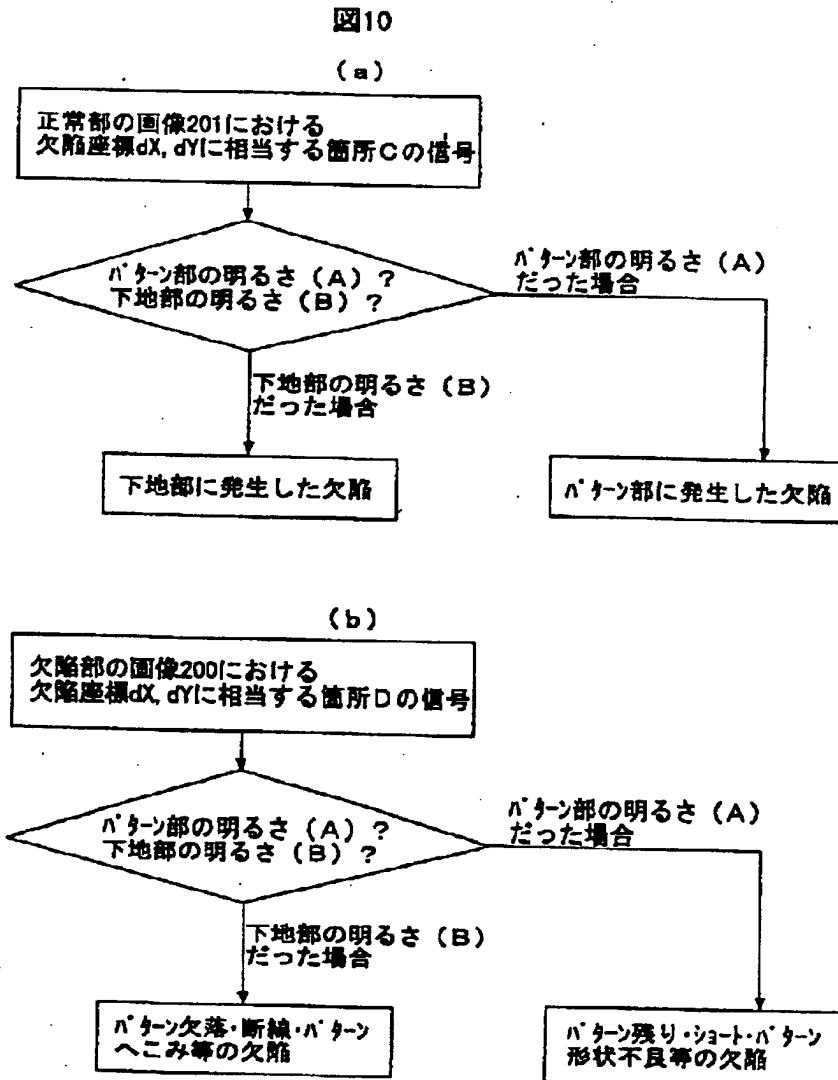 図10
(a)
正常部の画像201における
欠陥座標dX, dYに相当する箇所Cの信号
ﾊﾟﾀｰﾝ部の明るさ (A) ?
下地部の明るさ (B) ?
ﾊﾟﾀｰﾝ部の明るさ (A)
だった場合
下地部の明るさ (B)
だった場合
下地部に発生した欠陥
ﾊﾟﾀｰﾝ部に発生した欠陥
(b)
欠陥部の画像200における
欠陥座標dX, dYに相当する箇所Dの信号
ﾊﾟﾀｰﾝ部の明るさ (A) ?
下地部の明るさ (B) ?
ﾊﾟﾀｰﾝ部の明るさ (A)
だった場合
下地部の明るさ (B)
だった場合
ﾊﾟﾀｰﾝ欠落・断線・ﾊﾟﾀｰﾝ
へこみ等の欠陥
ﾊﾟﾀｰﾝ残り・ｼｮｰﾄ・ﾊﾟﾀｰﾝ
形状不良等の欠陥